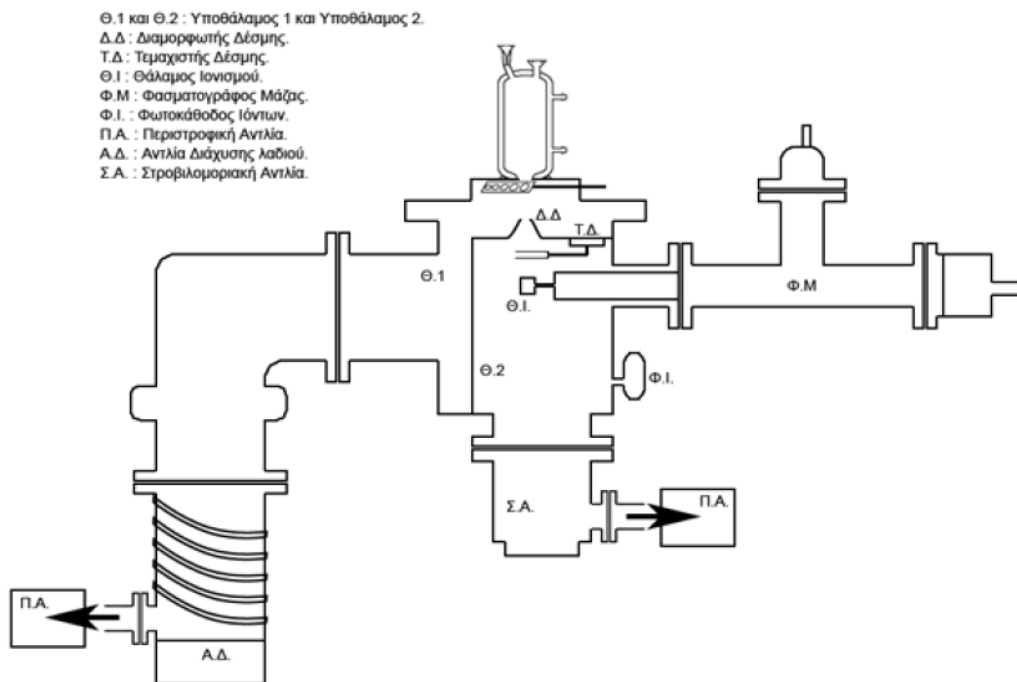 Θ.1 και Θ.2 : Υποθάλαμος 1 και Υποθάλαμος 2.
Δ.Δ : Διαμορφωτής Δέσμης.
Τ.Δ : Τεμαχιστής Δέσμης.
Θ.Ι : Θάλαμος Ιονισμού.
Φ.Μ : Φασματογράφος Μάζας.
Φ.Ι. : Φωτοκάθοδος Ιόντων.
Π.Α. : Περιστροφική Αντλία.
Α.Δ. : Αντλία Διάχυσης λαδιού.
Σ.Α. : Στροβιλομοριακή Αντλία.
Δ.Δ
Τ.Δ.
Θ.1
Θ.Ι.
Φ.Μ
Θ.2
Φ.Ι.
Σ.Α.
Π.Α.
Π.Α.
Α.Δ.